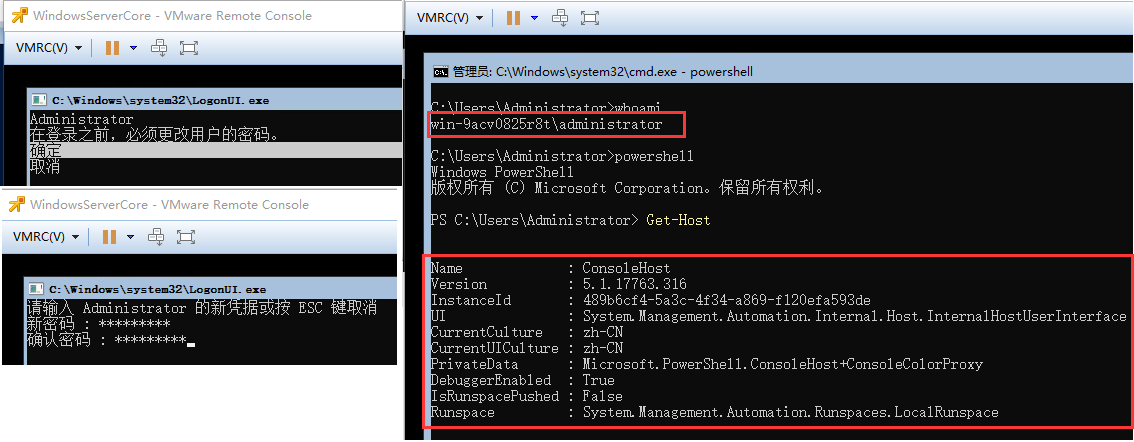 WindowsServerCore - VMware Remote Console
VMRC(V)
C:\Windows\system32\LogonUI.exe
Administrator
在登录之前，必须更改用户的密码。
确定
取消
WindowsServerCore - VMware Remote Console
VMRC(V)
C:\Windows\system32\LogonUI.exe
请输入 Administrator 的新凭据或按 ESC 键取消
新密码 : *********
确认密码 : *********
VMRC(V)
管理员: C:\Windows\system32\cmd.exe - powershell
C:\Users\Administrator>whoami
win-9acv0825r8t\administrator
C:\Users\Administrator>powershell
Windows PowerShell
版权所有 (C) Microsoft Corporation。保留所有权利。
PS C:\Users\Administrator> Get-Host
Name : ConsoleHost
Version : 5.1.17763.316
InstanceId : 489b6cf4-5a3c-4f34-a869-f120efa593de
UI : System.Management.Automation.Internal.Host.InternalHostUserInterface
CurrentCulture : zh-CN
CurrentUICulture : zh-CN
PrivateData : Microsoft.PowerShell.ConsoleHost+ConsoleColorProxy
DebuggerEnabled : True
IsRunspacePushed : False
Runspace : System.Management.Automation.Runspaces.LocalRunspace